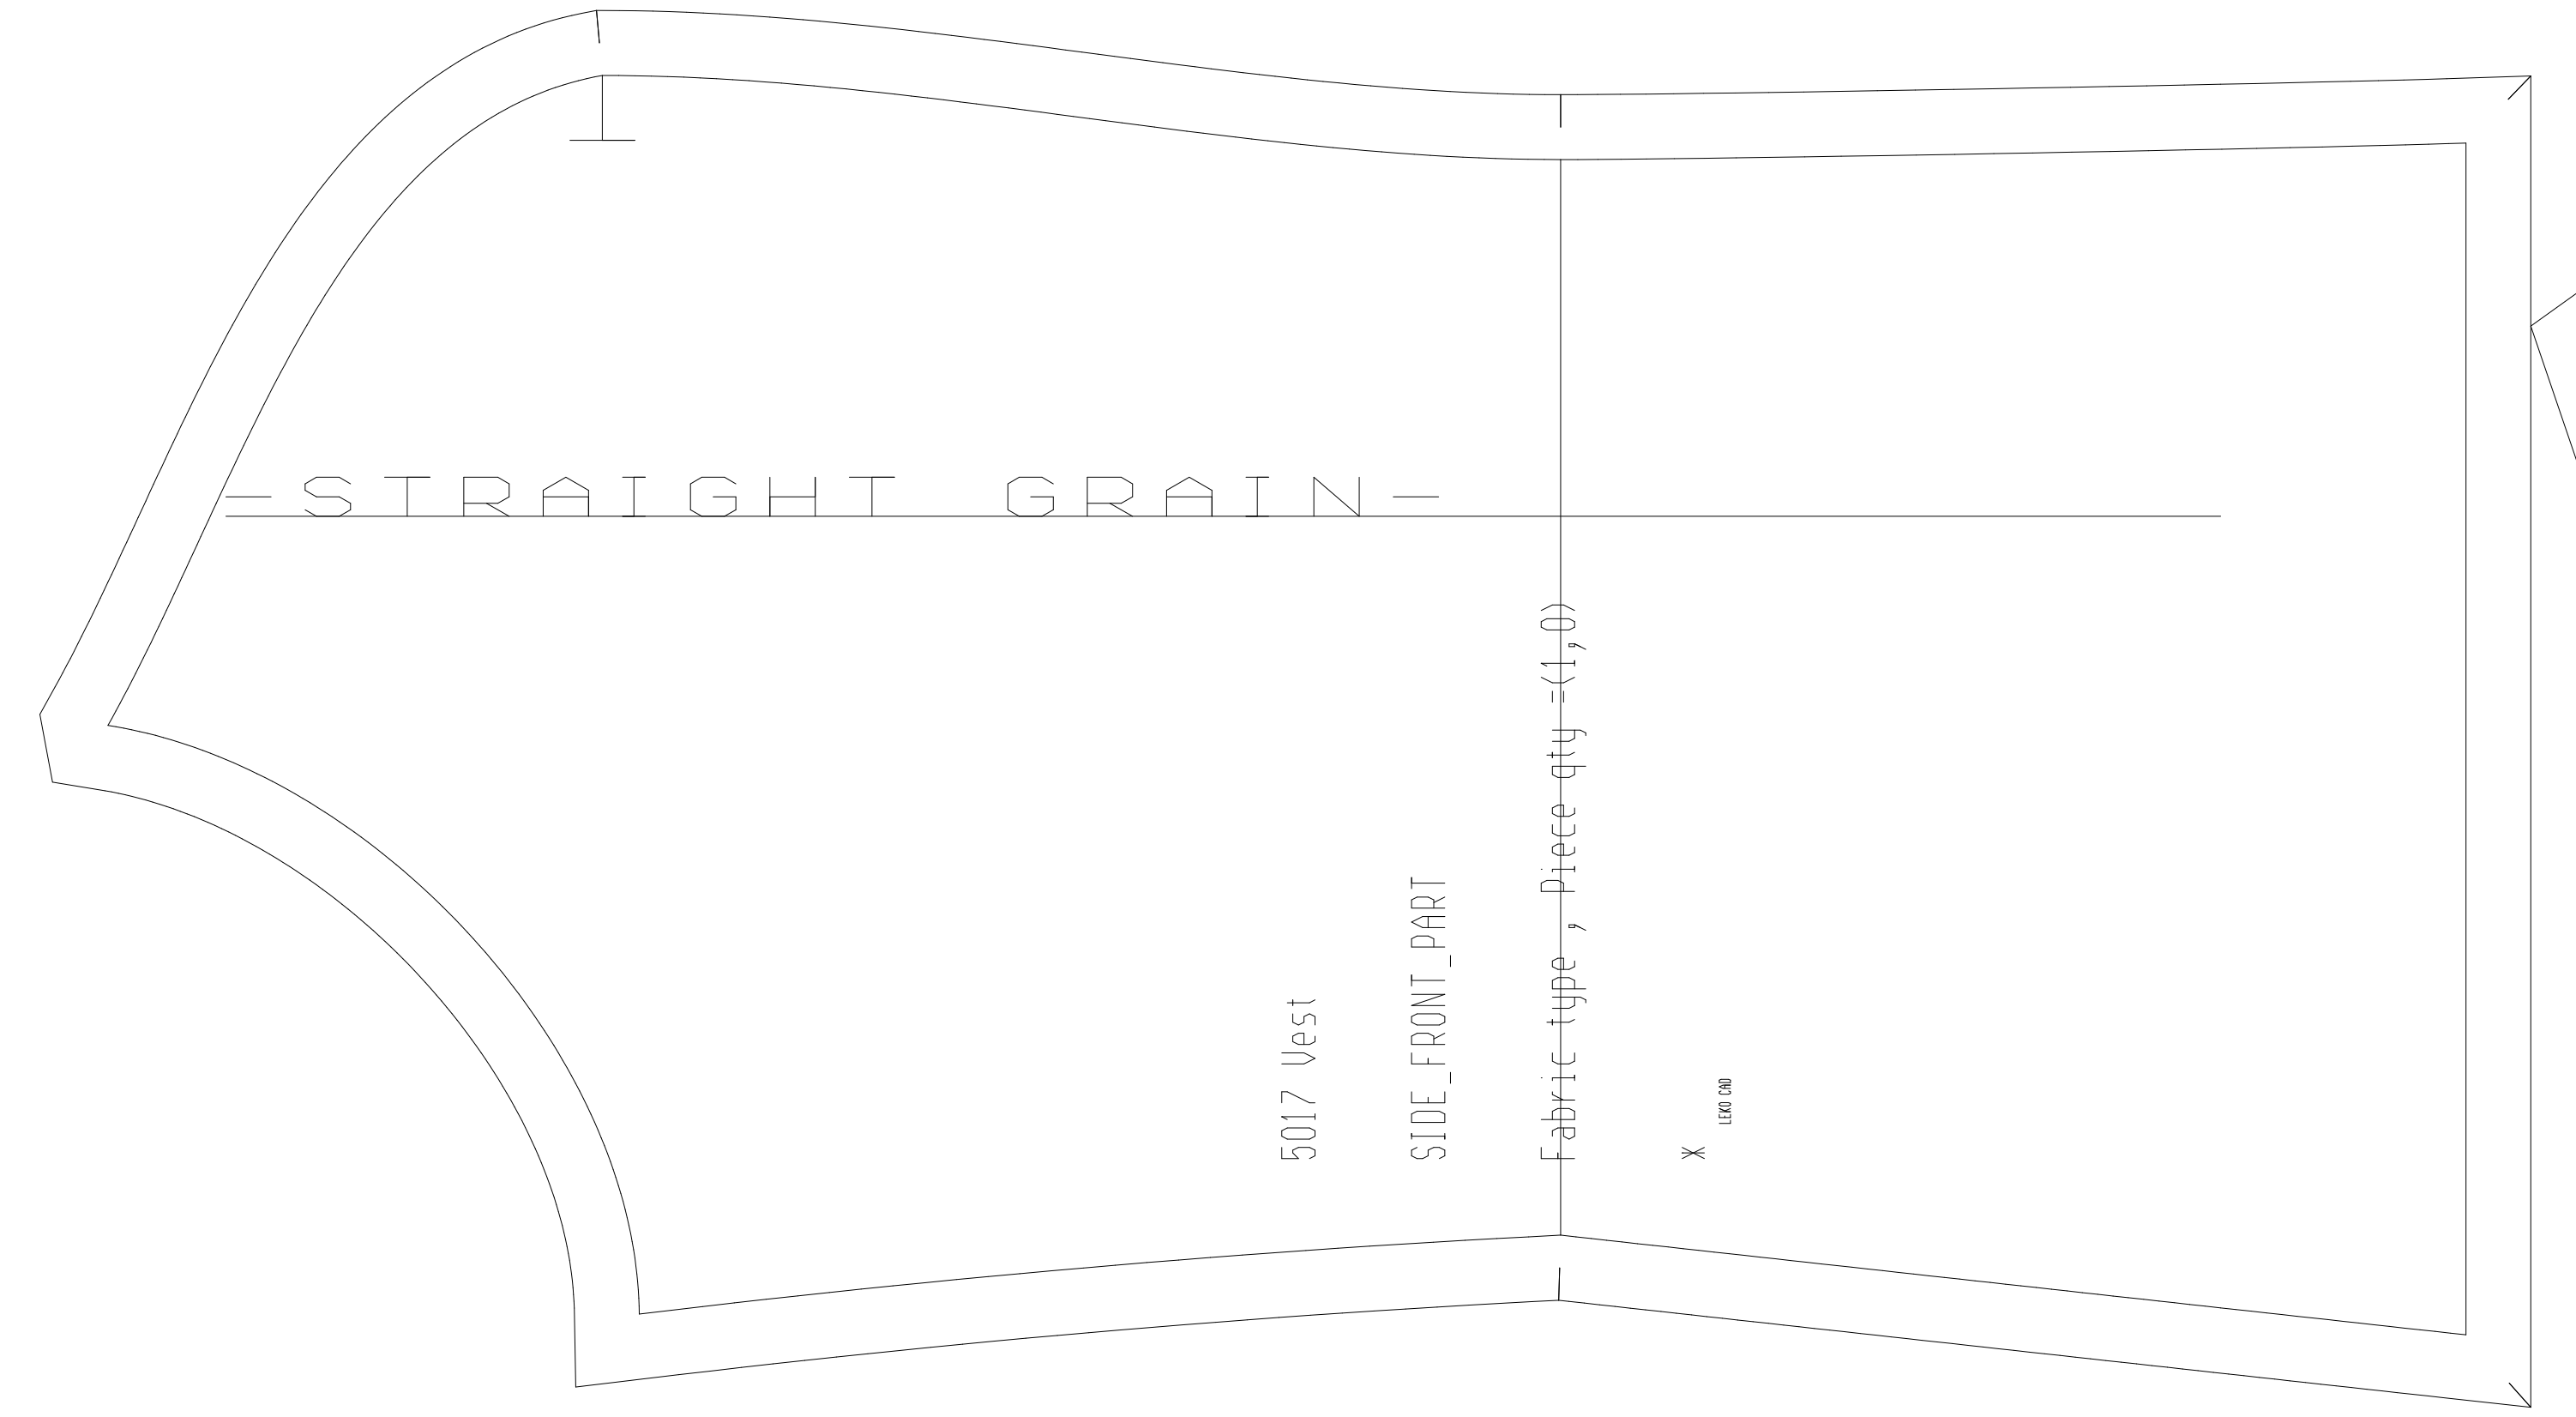 -STRAIGHT GRAIN-
5017 Vest
SIDE_FRONT_PART
Fabric type , Piece qty =(1,0)
*
LEKO CAD